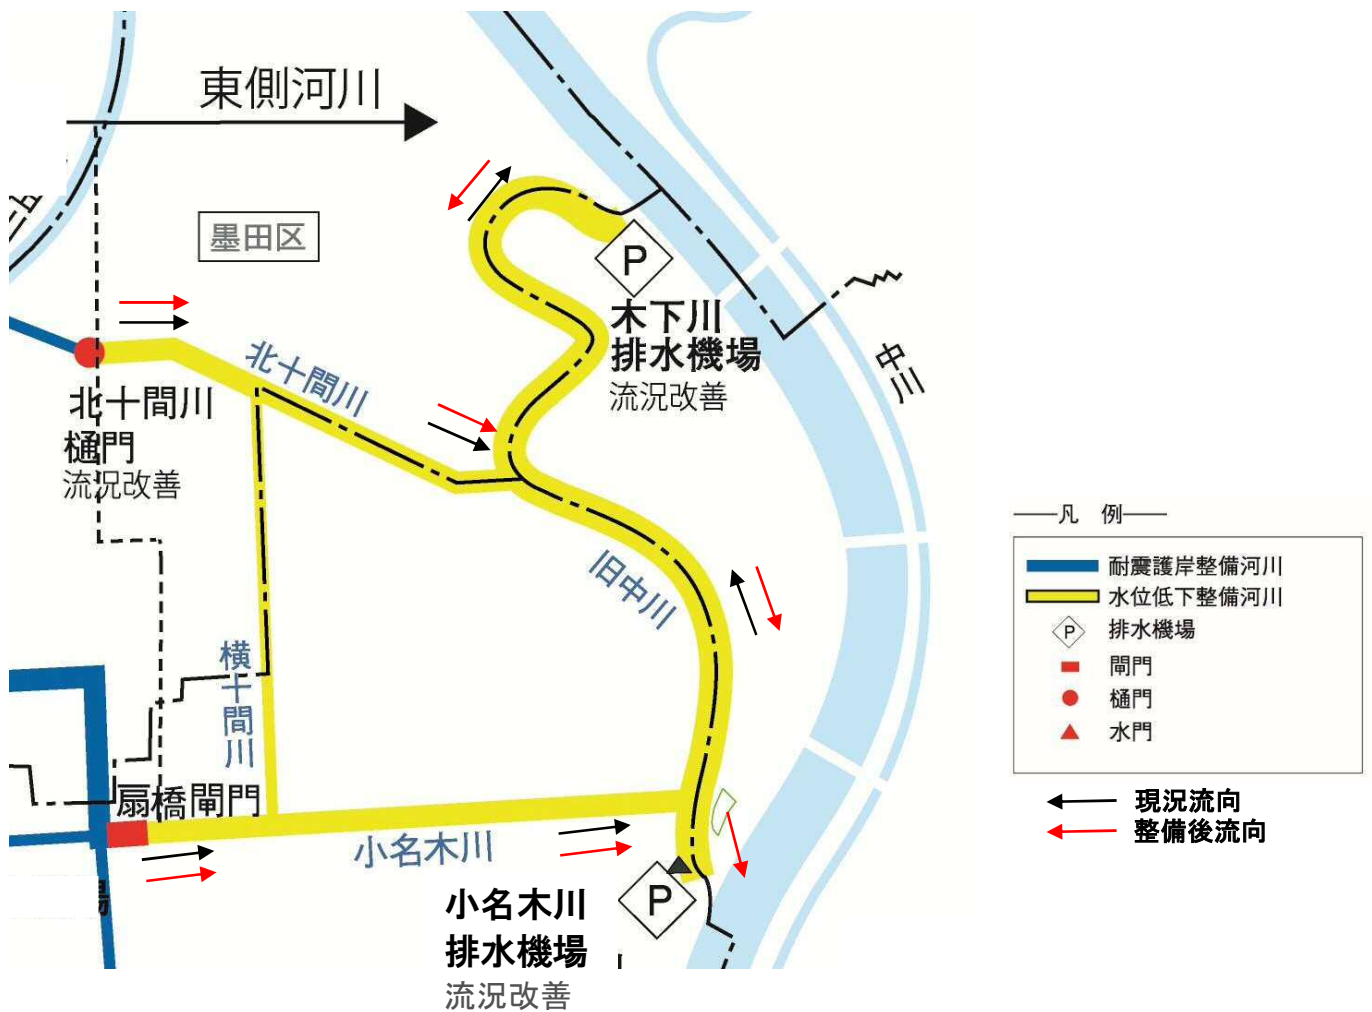 東側河川
墨田区
P
木下川
排水機場
流況改善
中川
北十間川
北十間川
樋門
流況改善
旧中川
横十間川
扇橋閘門
小名木川
P
小名木川
排水機場
流況改善
凡 例
耐震護岸整備河川
水位低下整備河川
P
排水機場
閘門
樋門
水門
現況流向
整備後流向